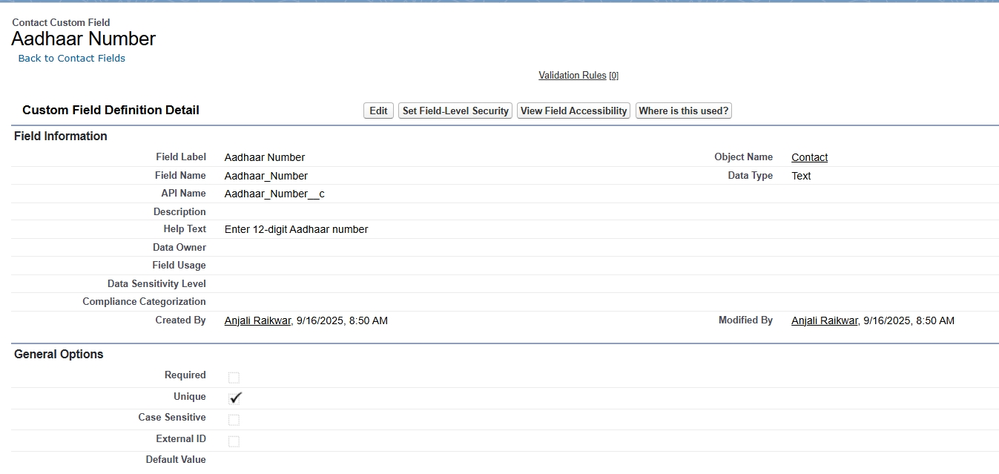 Contact Custom Field
Aadhaar Number
Back to Contact Fields
Validation Rules [0]
Custom Field Definition Detail Edit Set Field-Level Security View Field Accessibility Where is this used?
Field Information
Field Label Aadhaar Number Object Name Contact
Field Name Aadhaar_Number Data Type Text
API Name Aadhaar_Number__c
Description
Help Text Enter 12-digit Aadhaar number
Data Owner
Field Usage
Data Sensitivity Level
Compliance Categorization
Created By Anjali Raikwar, 9/16/2025, 8:50 AM Modified By Anjali Raikwar, 9/16/2025, 8:50 AM
General Options
Required
Unique
Case Sensitive
External ID
Default Value